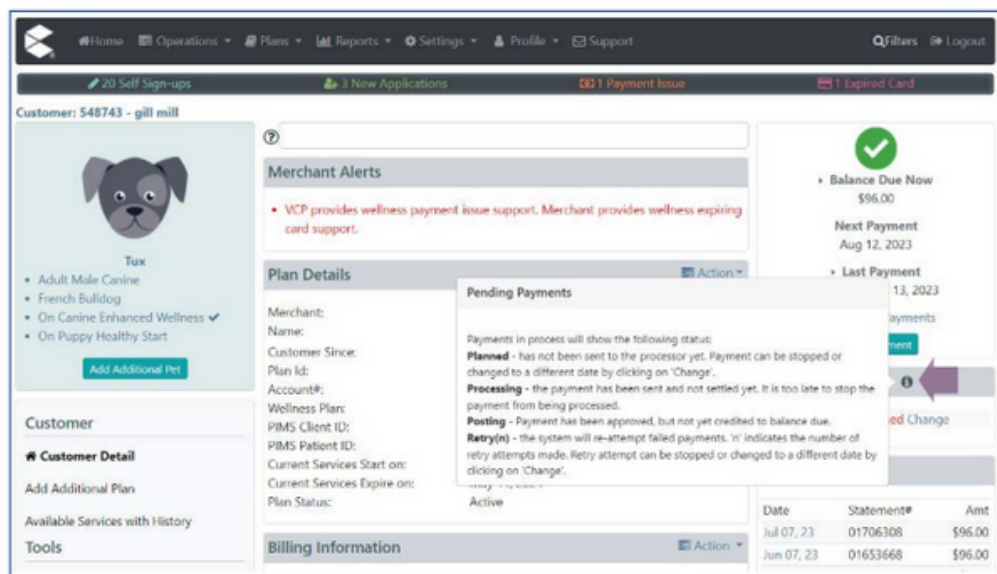 Home Operations Plans Reports Settings Profile Support Filters Logout
20 Self Sign-ups 3 New Applications 1 Payment Issue 1 Expired Card
Customer: 548743 - gill mill
Tux
• Adult Male Canine
• French Bulldog
• On Canine Enhanced Wellness ✔
• On Puppy Healthy Start
Add Additional Pet
Customer
Customer Detail
Add Additional Plan
Available Services with History
Tools
Merchant Alerts
• VCP provides wellness payment issue support. Merchant provides wellness expiring
card support.
Plan Details Action
Merchant:
Name:
Customer Since:
Plan Id:
Account#:
Wellness Plan:
PIMS Client ID:
PIMS Patient ID:
Current Services Start on:
Current Services Expire on:
Plan Status: Active
Billing Information Action
Pending Payments
Payments in process will show the following status:
Planned - has not been sent to the processor yet. Payment can be stopped or
changed to a different date by clicking on 'Change'.
Processing - the payment has been sent and not settled yet. It is too late to stop the
payment from being processed.
Posting - Payment has been approved, but not yet credited to balance due.
Retry(n) - the system will re-attempt failed payments. 'n' indicates the number of
retry attempts made. Retry attempt can be stopped or changed to a different date by
clicking on 'Change'.
Balance Due Now
$96.00
Next Payment
Aug 12, 2023
Last Payment
13, 2023
Change
Date Statement# Amt
Jul 07, 23 01706308 $96.00
Jun 07, 23 01653668 $96.00